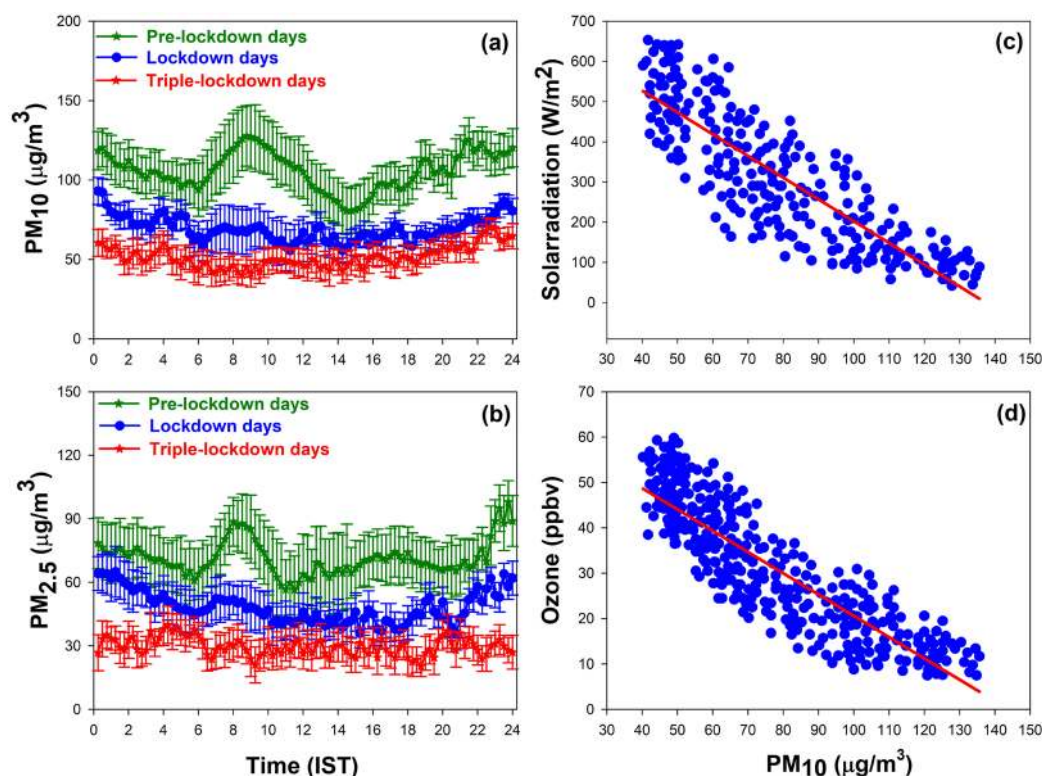 (a)
Pre-lockdown days
Lockdown days
Triple-lockdown days
PM10 (µg/m3)
200
150
100
50
0
0 2 4 6 8 10 12 14 16 18 20 22 24
(b)
Pre-lockdown days
Lockdown days
Triple-lockdown days
PM2.5 (µg/m3)
150
120
90
60
30
0
0 2 4 6 8 10 12 14 16 18 20 22 24
Time (IST)
(c)
Solarradiation (W/m2)
700
600
500
400
300
200
100
0
30 40 50 60 70 80 90 100 110 120 130 140 150
(d)
Ozone (ppbv)
70
60
50
40
30
20
10
0
30 40 50 60 70 80 90 100 110 120 130 140 150
PM10 (µg/m3)